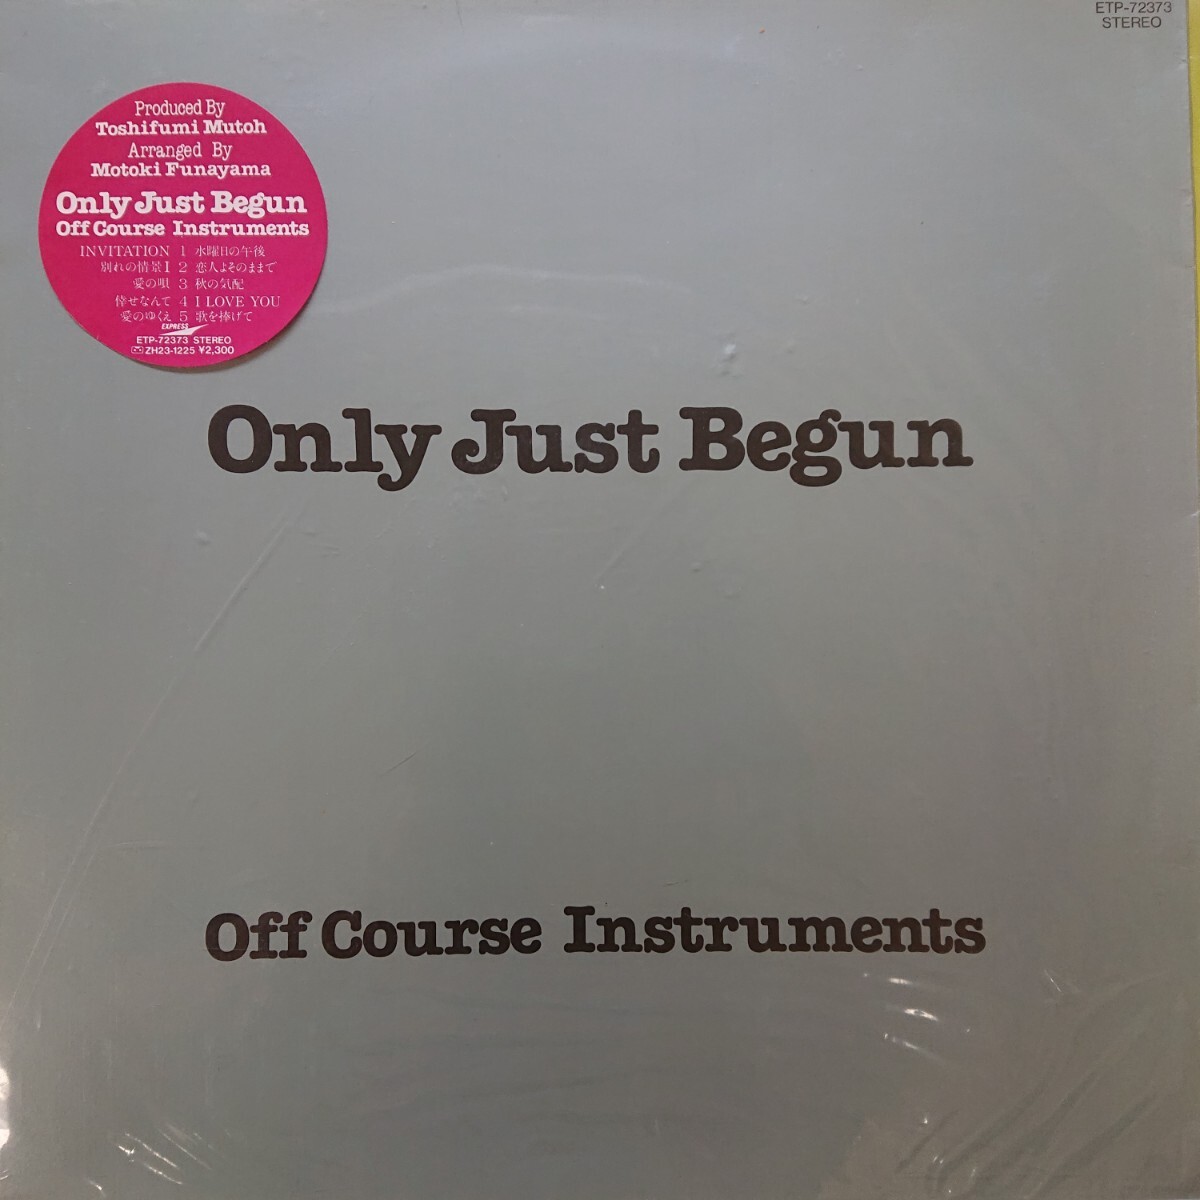 ETP-72373
STEREO
Produced By
Toshifumi Mutoh
Arranged By
Motoki Funayama
Only Just Begun
Off Course Instruments
INVITATION 1 水曜日の午後
別れの情景I 2 恋人よそのままで
愛の唄 3 秋の気配
倖せなんて 4 I LOVE YOU
愛のゆくえ 5 歌を捧げて
EXPRESS
ETP-72373 STEREO
ZH23-1225 ¥2,300
Only Just Begun
Off Course Instruments